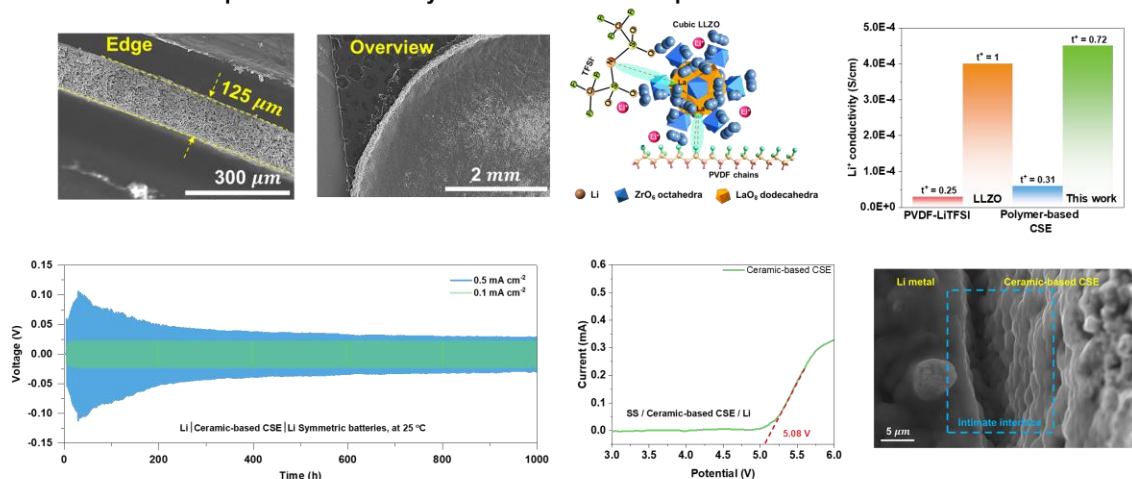 Edge
125 μm
300 μm
Overview
2 mm
TFSI
Cubic LLZO
Li⁺
Li⁺
Li⁺
Li⁺
PVDF chains
Li
ZrO₆ octahedra
LaO₈ dodecahedra
Li⁺ conductivity (S/cm)
5.0E-4
4.0E-4
3.0E-4
2.0E-4
1.0E-4
0.0E+0
t⁺ = 0.25
t⁺ = 1
t⁺ = 0.31
t⁺ = 0.72
PVDF-LiTFSI
LLZO
Polymer-based
CSE
This work
Voltage (V)
0.15
0.10
0.05
0.00
-0.05
-0.10
-0.15
0.5 mA cm⁻²
0.1 mA cm⁻²
Li|Ceramic-based CSE|Li Symmetric batteries, at 25 °C
0
200
400
600
800
1000
Time (h)
Current (mA)
0.6
0.5
0.4
0.3
0.2
0.1
0.0
Ceramic-based CSE
SS / Ceramic-based CSE / Li
5.08 V
3.0
3.5
4.0
4.5
5.0
5.5
6.0
Potential (V)
Li metal
Ceramic-based CSE
Intimate interface
5 μm